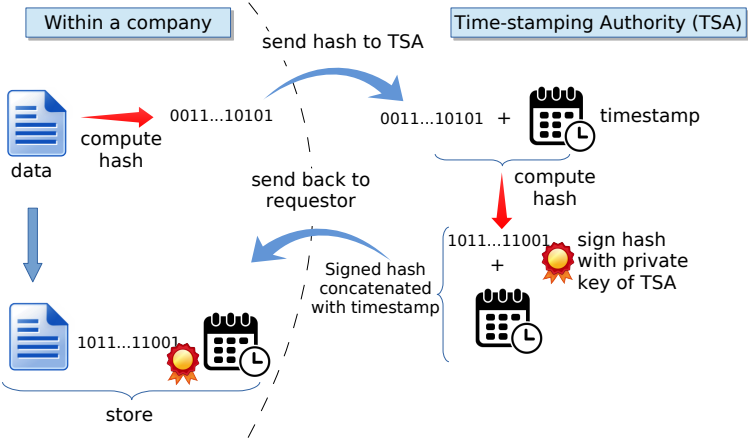 Within a company
Time-stamping Authority (TSA)
send hash to TSA
0011...10101
compute
hash
data
0011...10101 + timestamp
compute
hash
send back to
requestor
1011...11001
+
sign hash
with private
key of TSA
Signed hash
concatenated
with timestamp
1011...11001
store